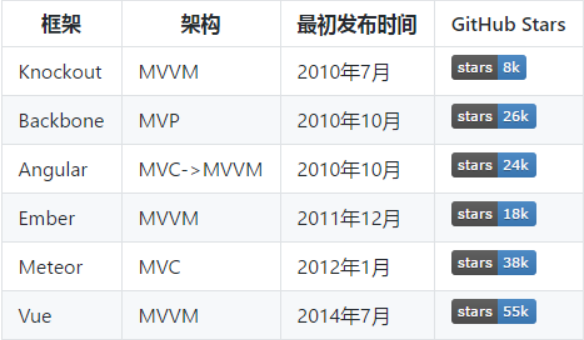 框架 架构 最初发布时间 GitHub Stars
Knockout MVVM 2010年7月 stars 8k
Backbone MVP 2010年10月 stars 26k
Angular MVC->MVVM 2010年10月 stars 24k
Ember MVVM 2011年12月 stars 18k
Meteor MVC 2012年1月 stars 38k
Vue MVVM 2014年7月 stars 55k